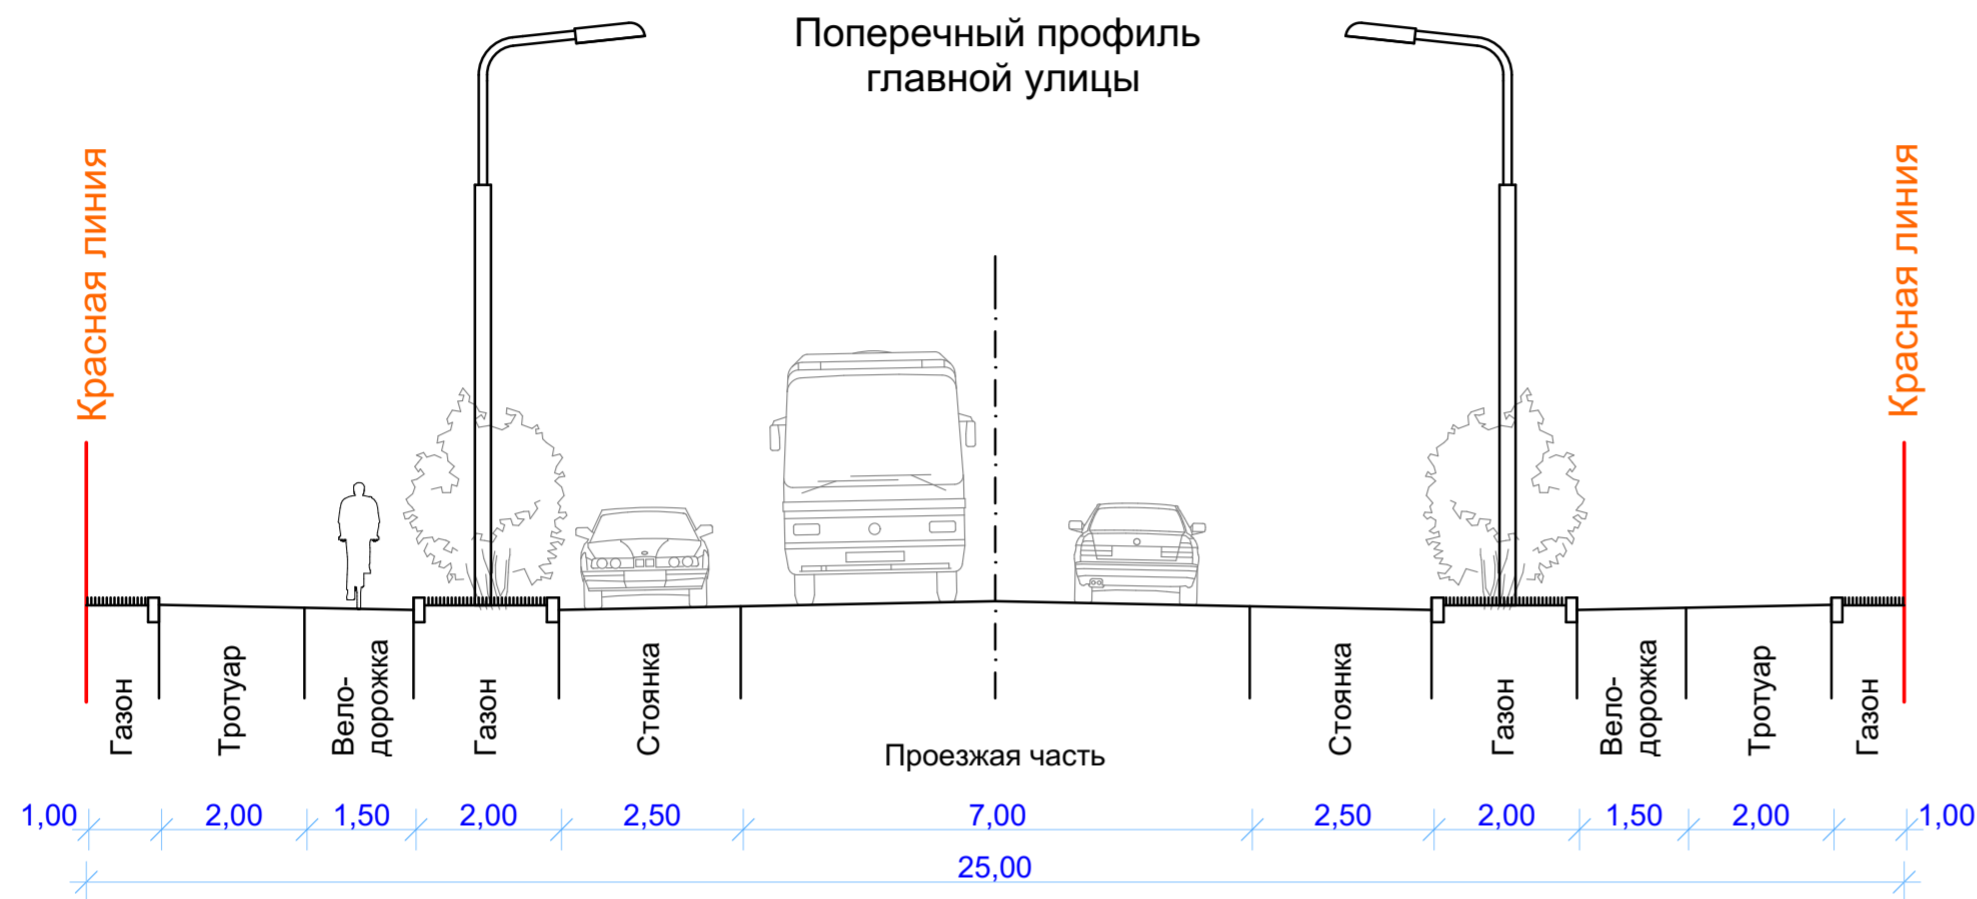 Поперечный профиль
главной улицы
Красная линия
Красная линия
Газон
Тротуар
Вело-
дорожка
Газон
Стоянка
Проезжая часть
Стоянка
Газон
Вело-
дорожка
Тротуар
Газон
1,00
2,00
1,50
2,00
2,50
7,00
2,50
2,00
1,50
2,00
1,00
25,00